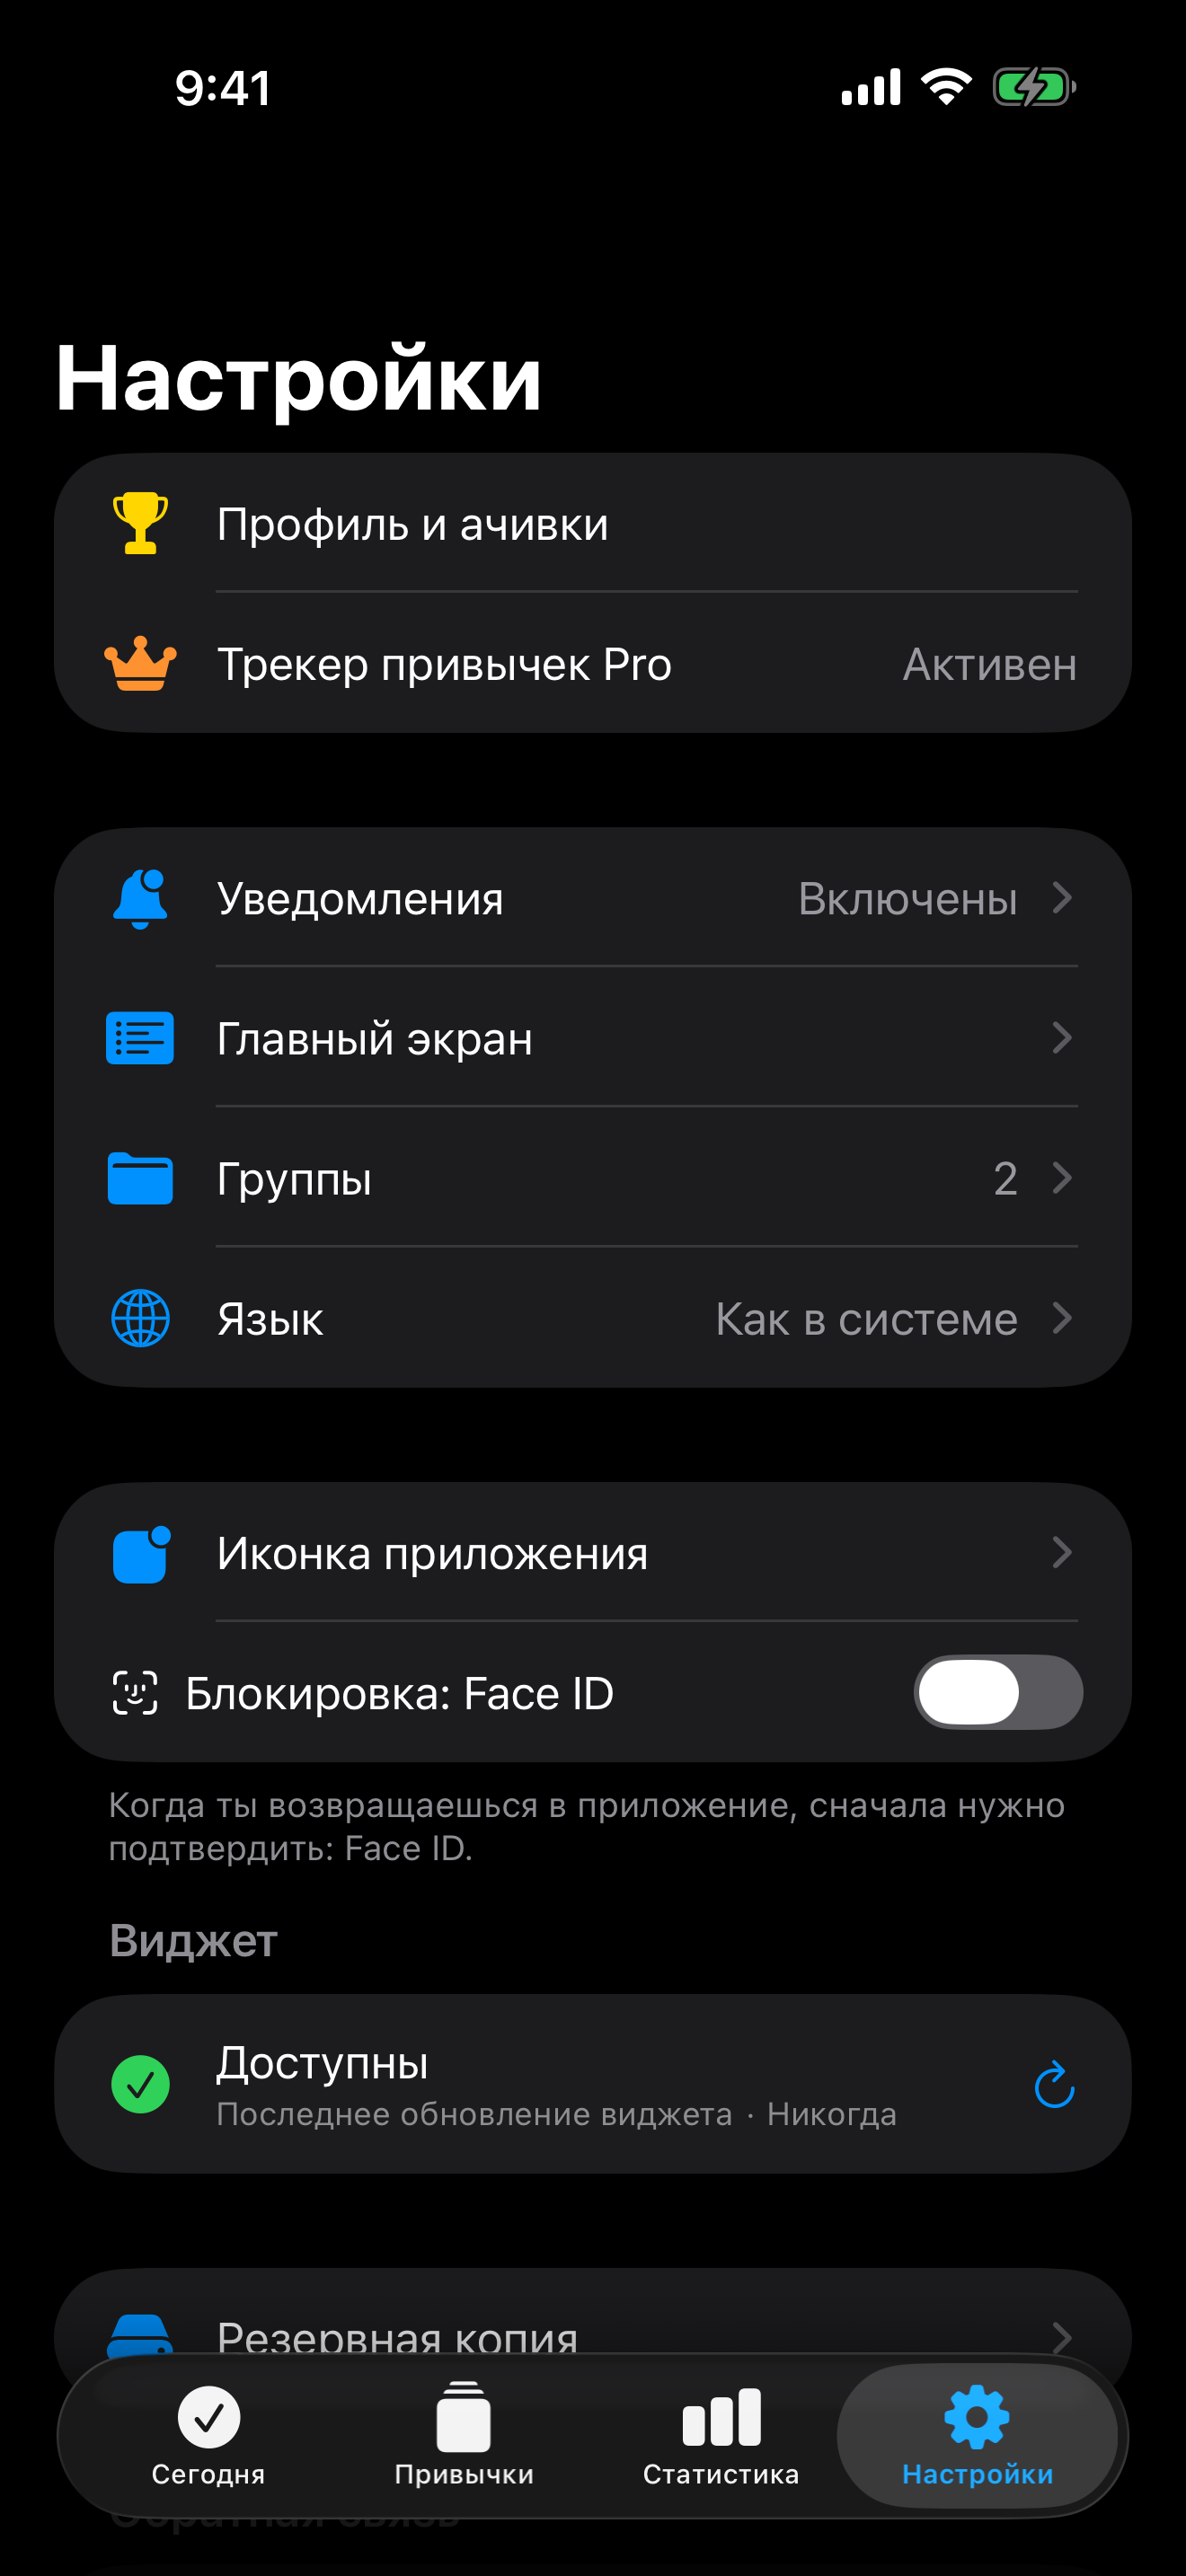 9:41
Настройки
Профиль и ачивки
Трекер привычек Pro Активен
Уведомления Включены
Главный экран
Группы 2
Язык Как в системе
Иконка приложения
Блокировка: Face ID
Когда ты возвращаешься в приложение, сначала нужно
подтвердить: Face ID.
Виджет
Доступны
Последнее обновление виджета · Никогда
Резервная копия
Сегодня Привычки Статистика Настройки
Обратная связь